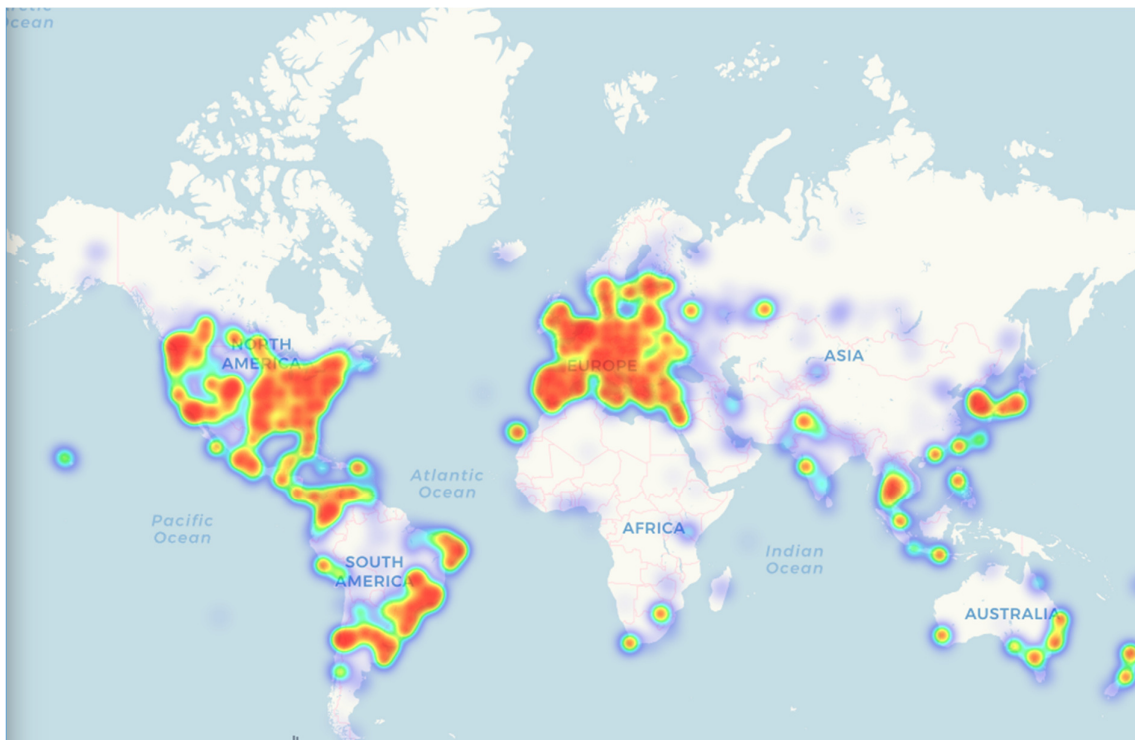 Ocean
NORTH
AMERICA
EUROPE
ASIA
Atlantic
Ocean
Pacific
Ocean
AFRICA
Indian
Ocean
SOUTH
AMERICA
AUSTRALIA